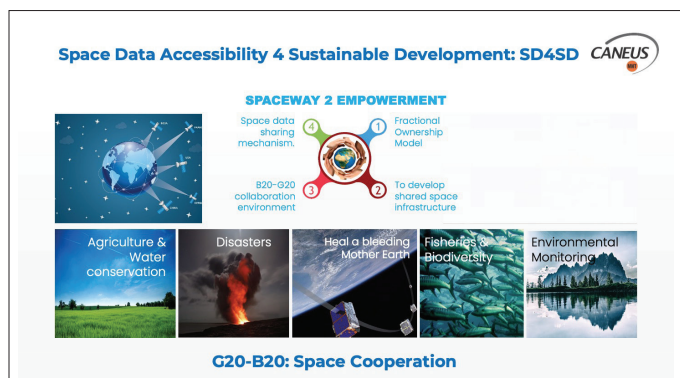 Space Data Accessibility 4 Sustainable Development: SD4SD
CANEUS
SPACEWAY 2 EMPOWERMENT
Space data
sharing
mechanism.
4
1
Fractional
Ownership
Model
B20-G20
collaboration
environment
3
2
To develop
shared space
infrastructure
Agriculture &
Water
conservation
Disasters
Heal a bleeding
Mother Earth
Fisheries &
Biodiversity
Environmental
Monitoring
G20-B20: Space Cooperation